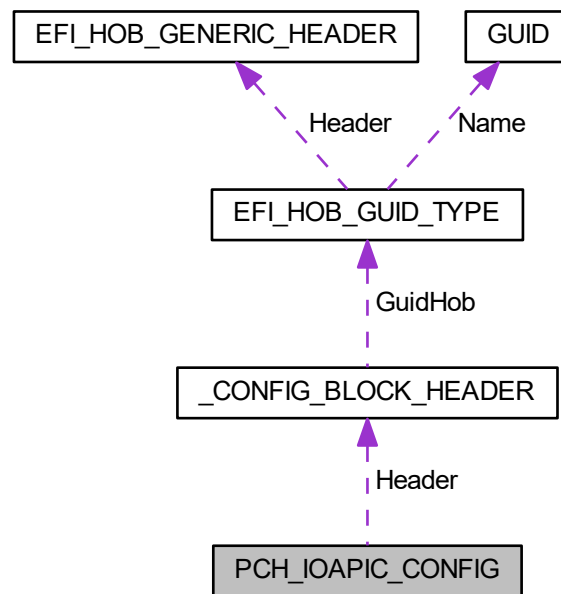 EFI_HOB_GENERIC_HEADER
GUID
Header
Name
EFI_HOB_GUID_TYPE
GuidHob
_CONFIG_BLOCK_HEADER
Header
PCH_IOAPIC_CONFIG